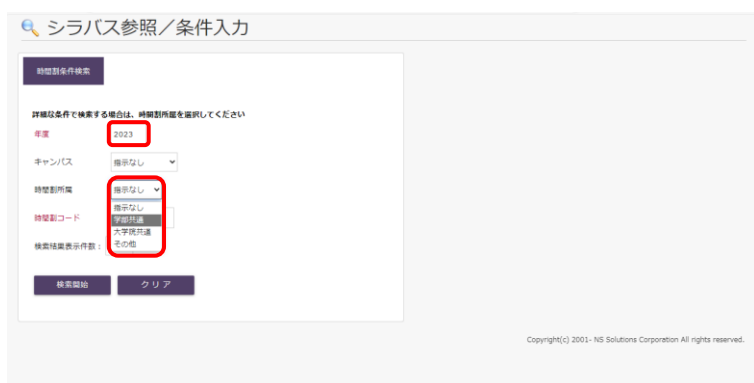 シラバス参照／条件入力
時間割条件検索
詳細な条件で検索する場合は、時間割所属を選択してください
年度 2023
キャンパス 指示なし
時間割所属 指示なし
指示なし
時間割コード 学部共通
大学院共通
検索結果表示件数： その他
検索開始 クリア
Copyright(c) 2001- NS Solutions Corporation All rights reserved.